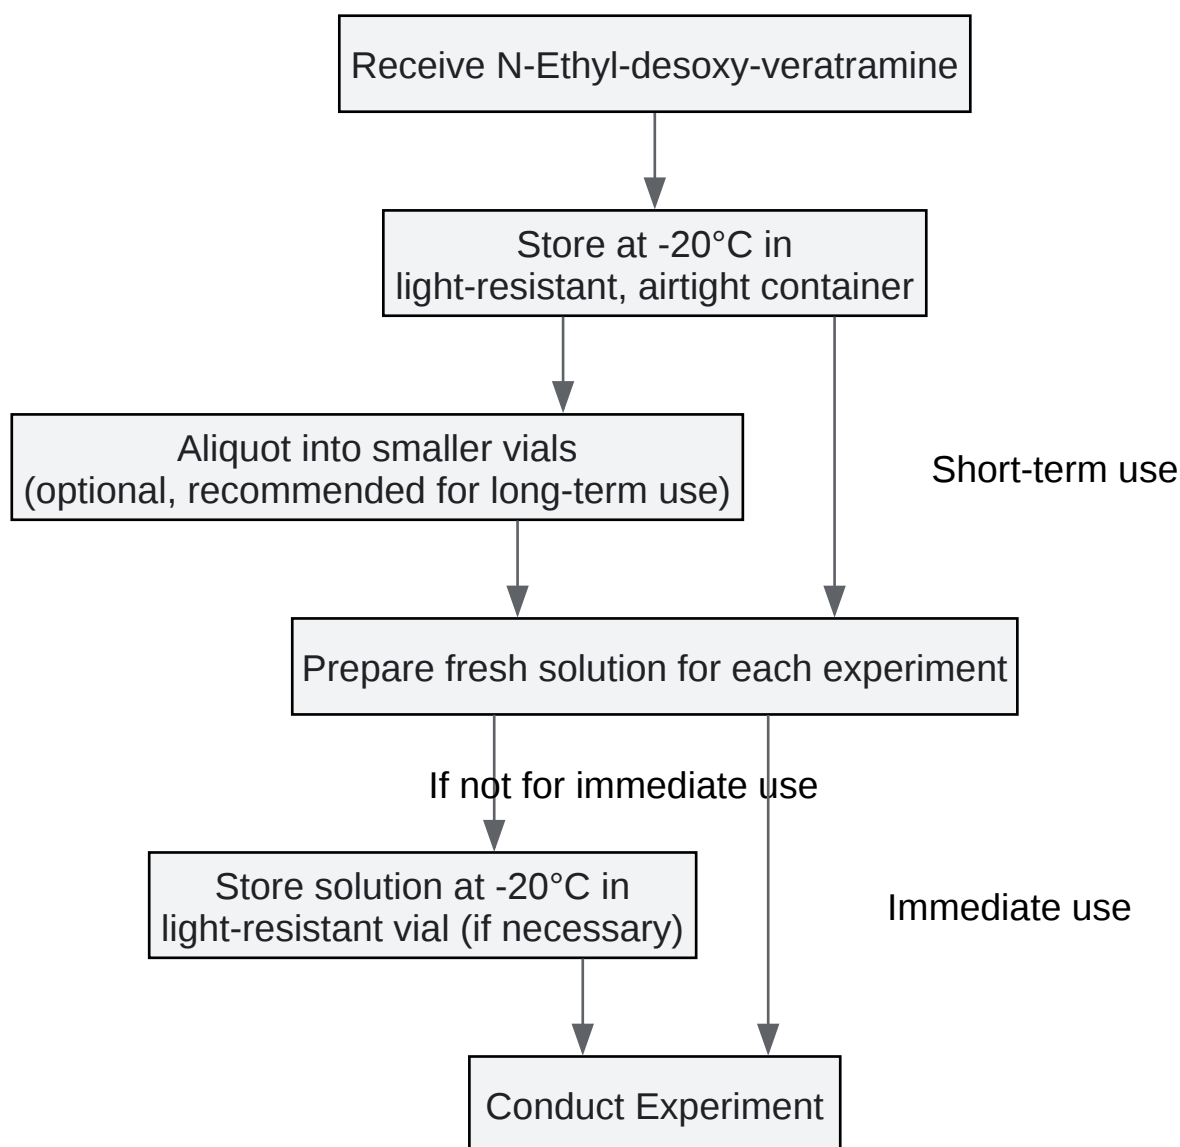 Receive N-Ethyl-desoxy-veratramine
Store at -20°C in
light-resistant, airtight container
Aliquot into smaller vials
(optional, recommended for long-term use)
Short-term use
Prepare fresh solution for each experiment
If not for immediate use
Store solution at -20°C in
light-resistant vial (if necessary)
Immediate use
Conduct Experiment